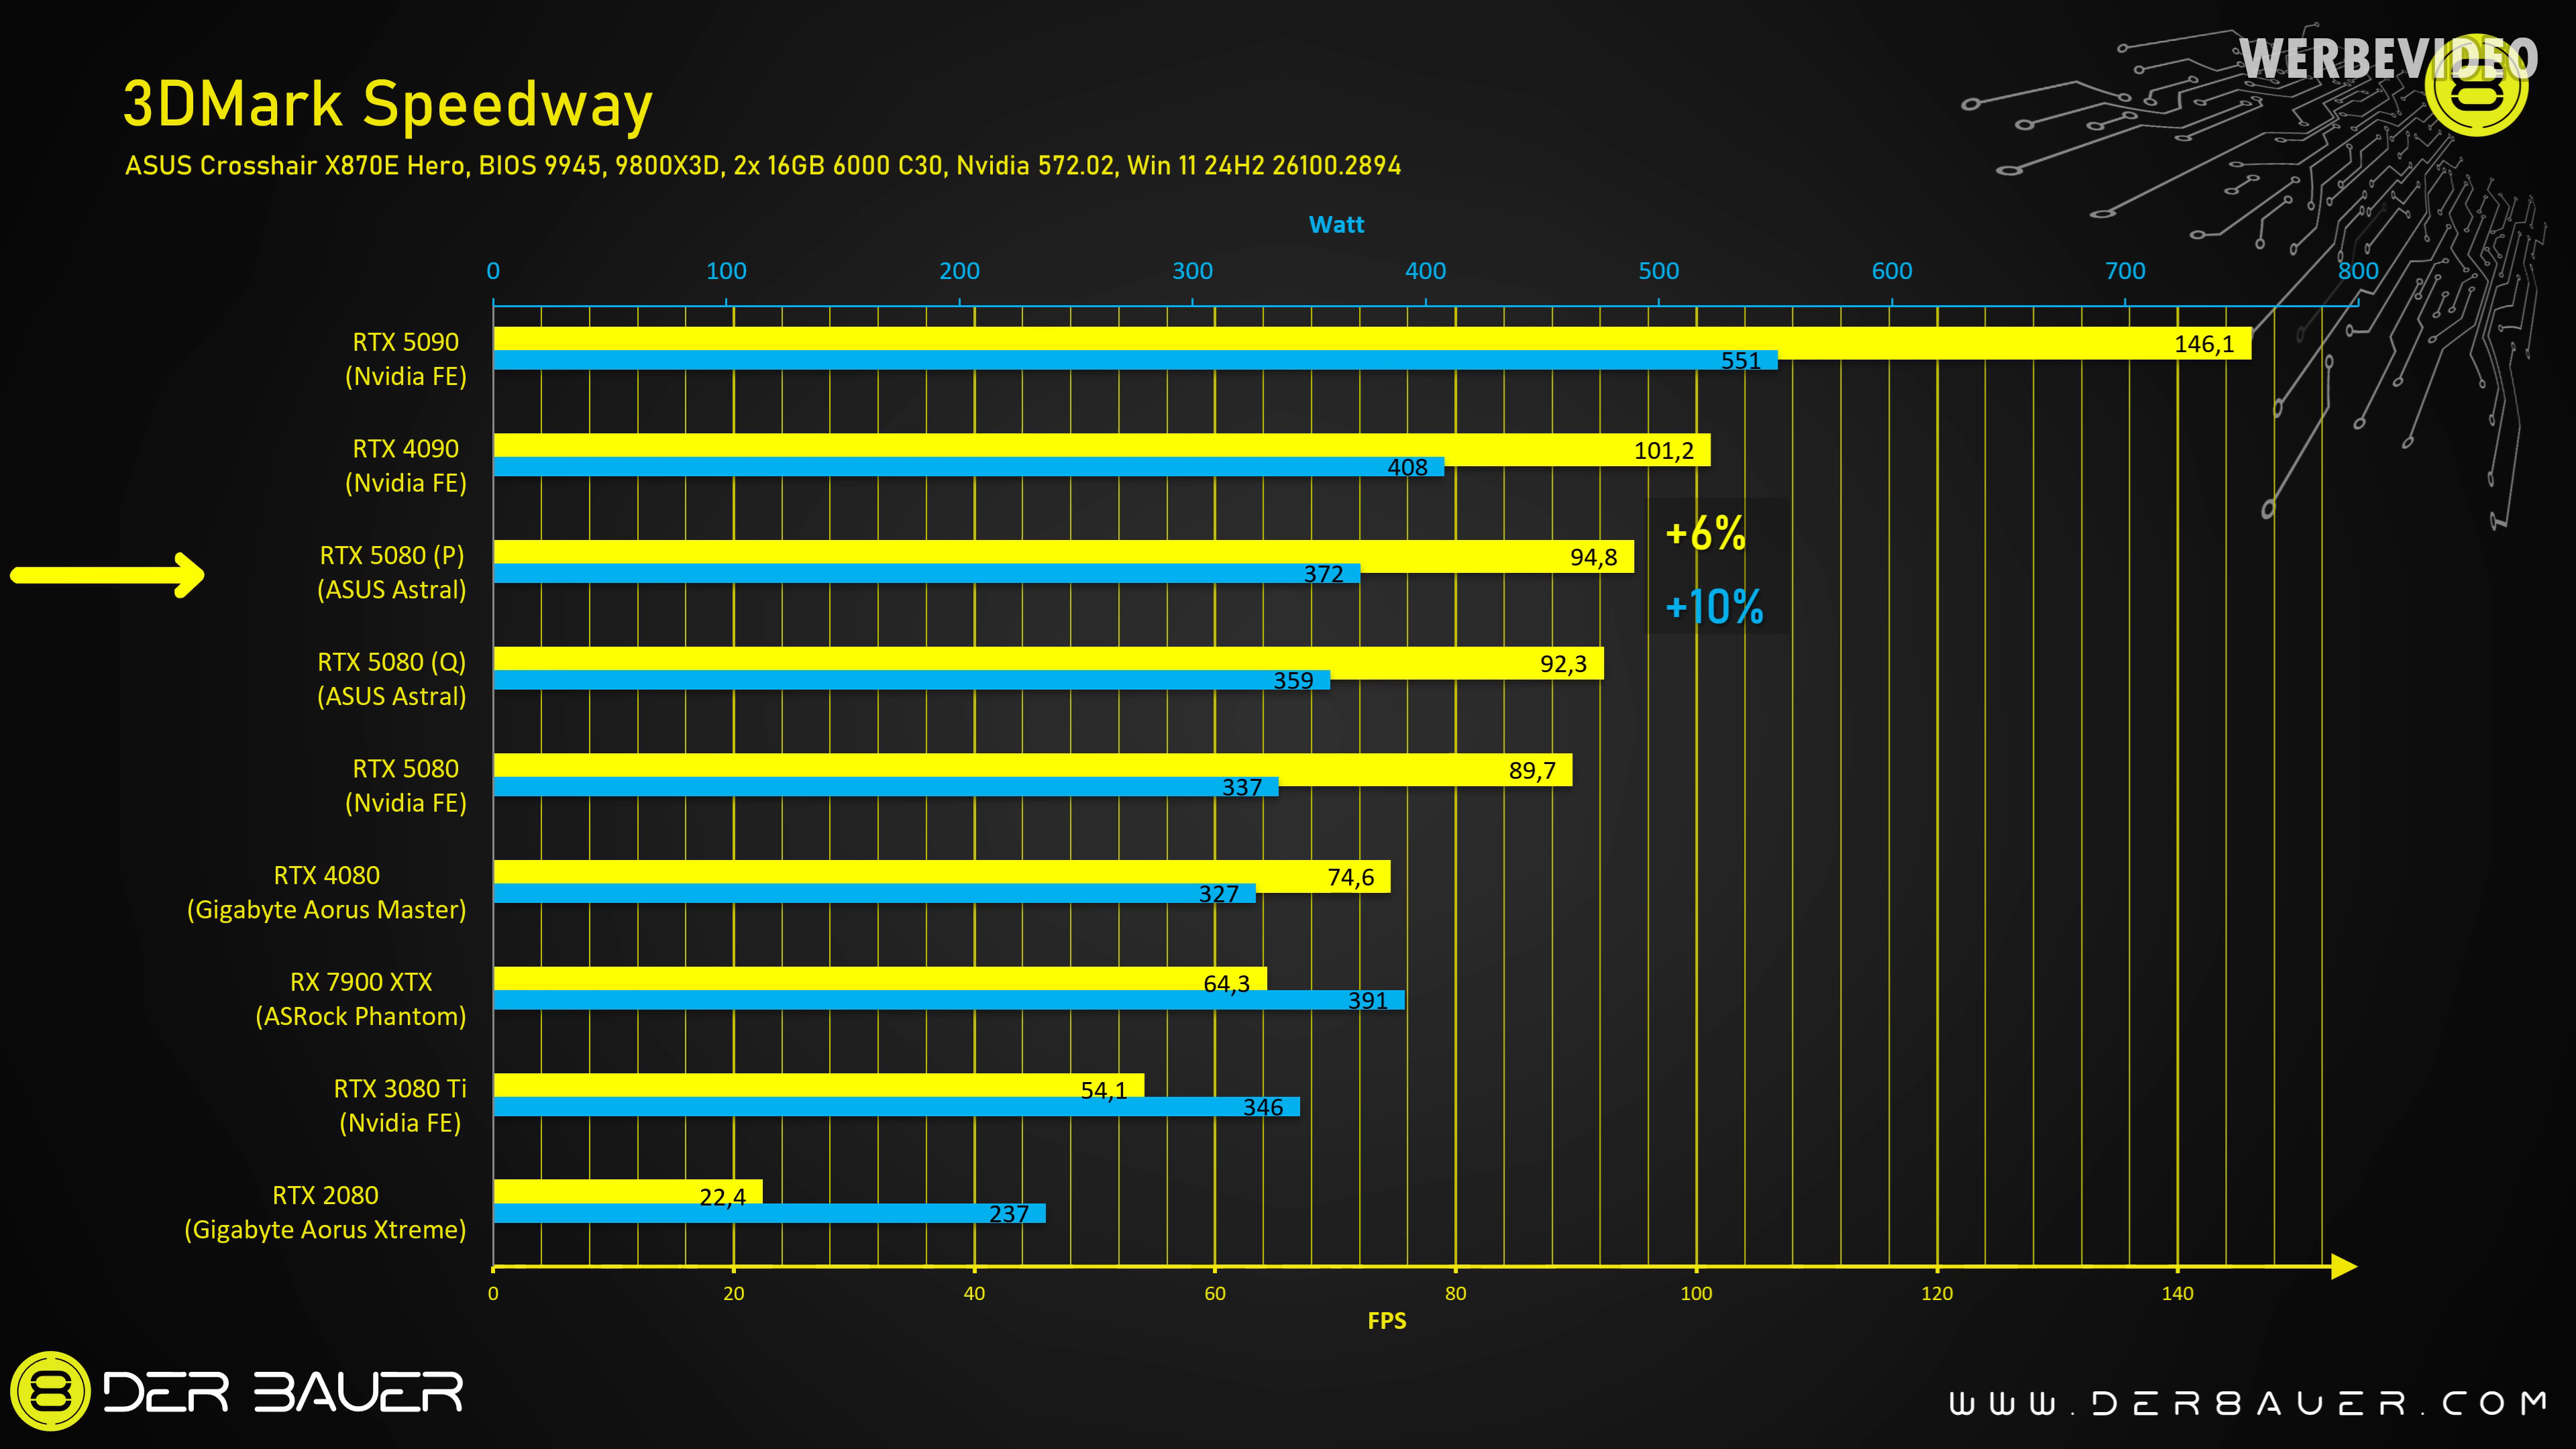 WERBEVIDEO
3DMark Speedway
ASUS Crosshair X870E Hero, BIOS 9945, 9800X3D, 2x 16GB 6000 C30, Nvidia 572.02, Win 11 24H2 26100.2894
Watt
0 100 200 300 400 500 600 700 800
RTX 5090
(Nvidia FE)
146,1
551
RTX 4090
(Nvidia FE)
101,2
408
RTX 5080 (P)
(ASUS Astral)
94,8
372
+6%
+10%
RTX 5080 (Q)
(ASUS Astral)
92,3
359
RTX 5080
(Nvidia FE)
89,7
337
RTX 4080
(Gigabyte Aorus Master)
74,6
327
RX 7900 XTX
(ASRock Phantom)
64,3
391
RTX 3080 Ti
(Nvidia FE)
54,1
346
RTX 2080
(Gigabyte Aorus Xtreme)
22,4
237
0 20 40 60 80 100 120 140
FPS
8 DER 8AUER
WWW.DER8AUER.COM